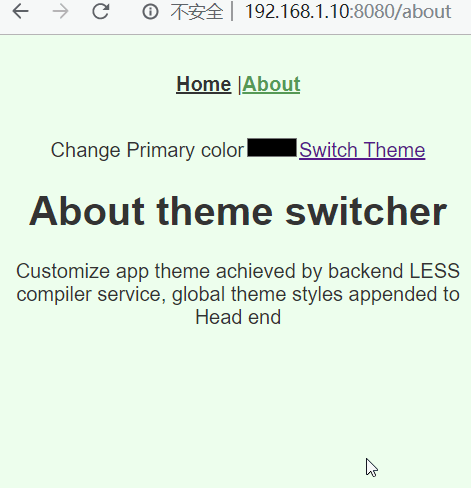 不安全 | 192.168.1.10:8080/about
Home |About
Change Primary color Switch Theme
About theme switcher
Customize app theme achieved by backend LESS
compiler service, global theme styles appended to
Head end